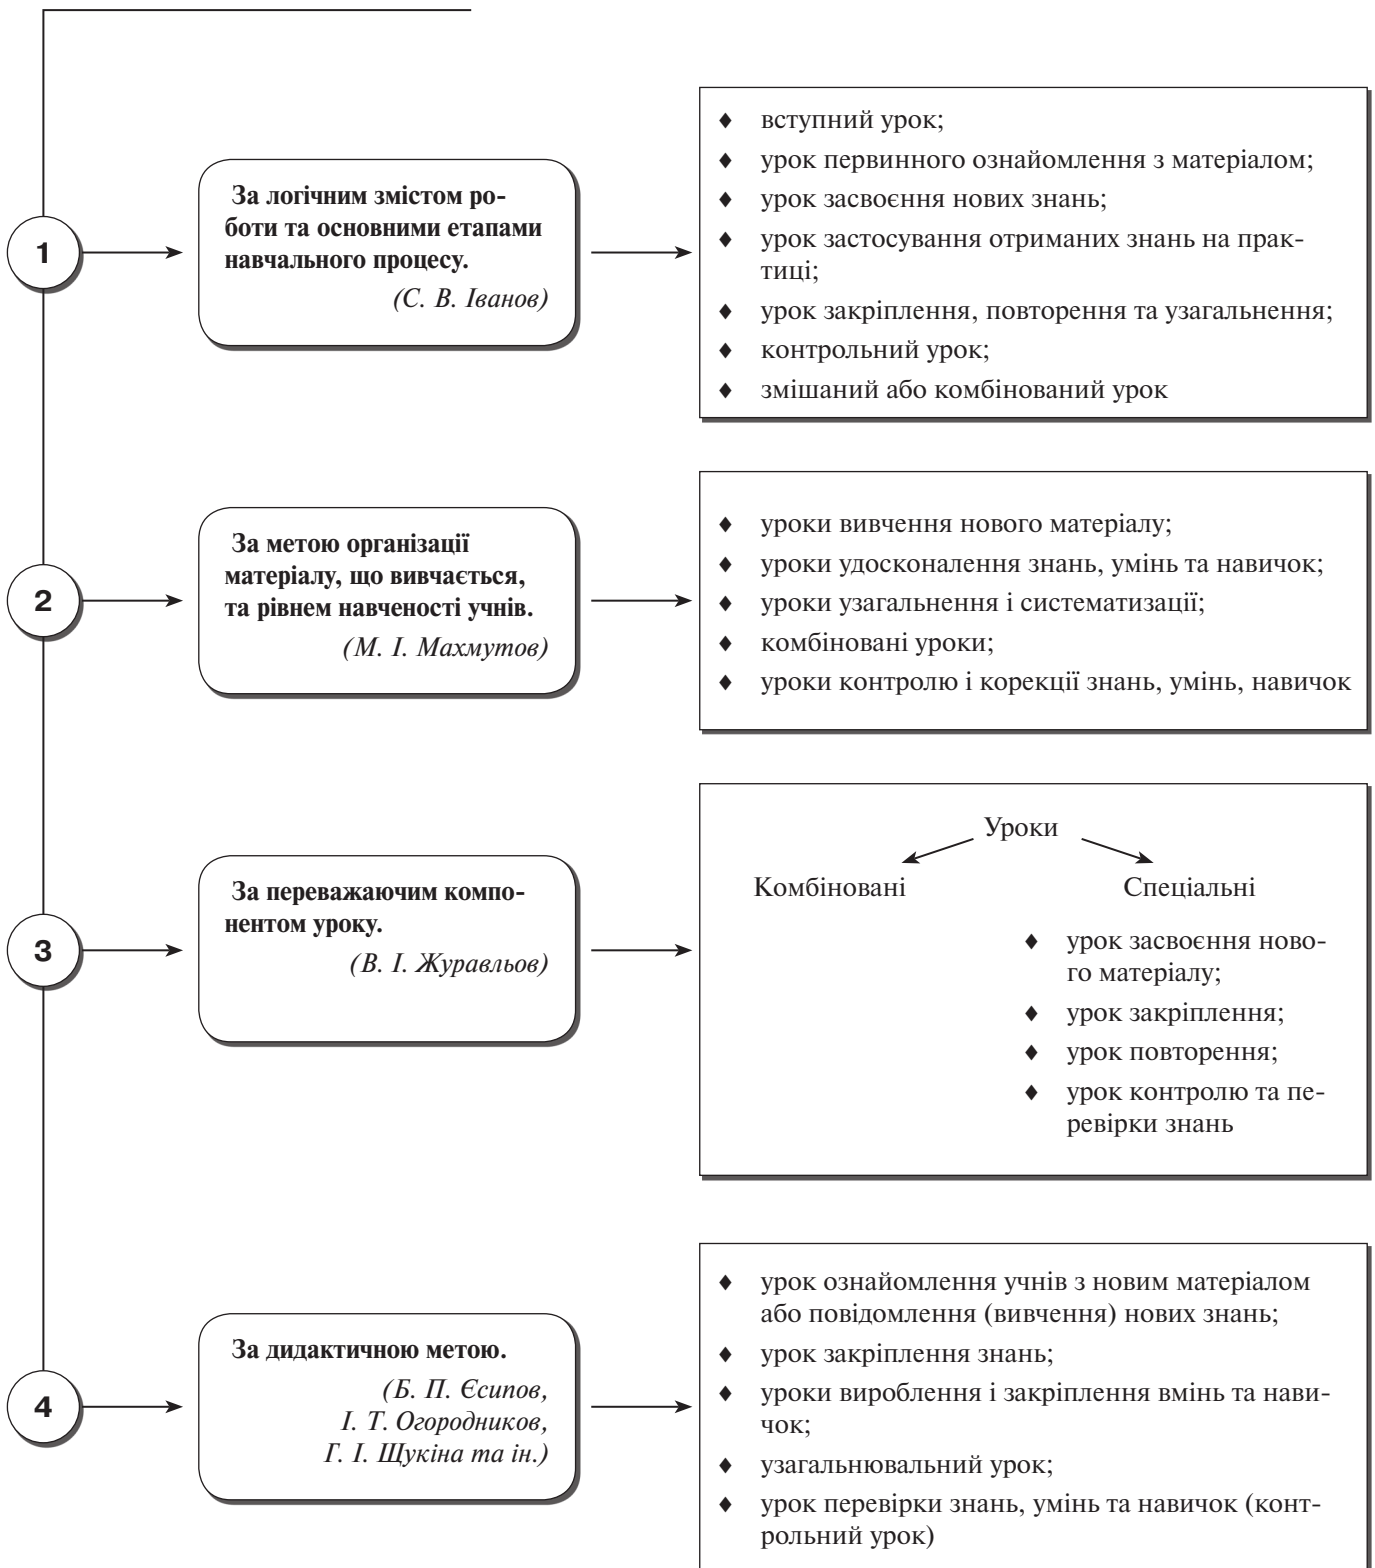 1
За логічним змістом ро-
боти та основними етапами
навчального процесу.
(С. В. Іванов)
♦ вступний урок;
♦ урок первинного ознайомлення з матеріалом;
♦ урок засвоєння нових знань;
♦ урок застосування отриманих знань на прак-
тиці;
♦ урок закріплення, повторення та узагальнення;
♦ контрольний урок;
♦ змішаний або комбінований урок
2
За метою організації
матеріалу, що вивчається,
та рівнем навченості учнів.
(М. І. Махмутов)
♦ уроки вивчення нового матеріалу;
♦ уроки удосконалення знань, умінь та навичок;
♦ уроки узагальнення і систематизації;
♦ комбіновані уроки;
♦ уроки контролю і корекції знань, умінь, навичок
3
За переважаючим компо-
нентом уроку.
(В. І. Журавльов)
Уроки
Комбіновані Спеціальні
♦ урок засвоєння ново-
го матеріалу;
♦ урок закріплення;
♦ урок повторення;
♦ урок контролю та пе-
ревірки знань
4
За дидактичною метою.
(Б. П. Єсипов,
І. Т. Огородников,
Г. І. Щукіна та ін.)
♦ урок ознайомлення учнів з новим матеріалом
або повідомлення (вивчення) нових знань;
♦ урок закріплення знань;
♦ уроки вироблення і закріплення вмінь та нави-
чок;
♦ узагальнювальний урок;
♦ урок перевірки знань, умінь та навичок (конт-
рольний урок)